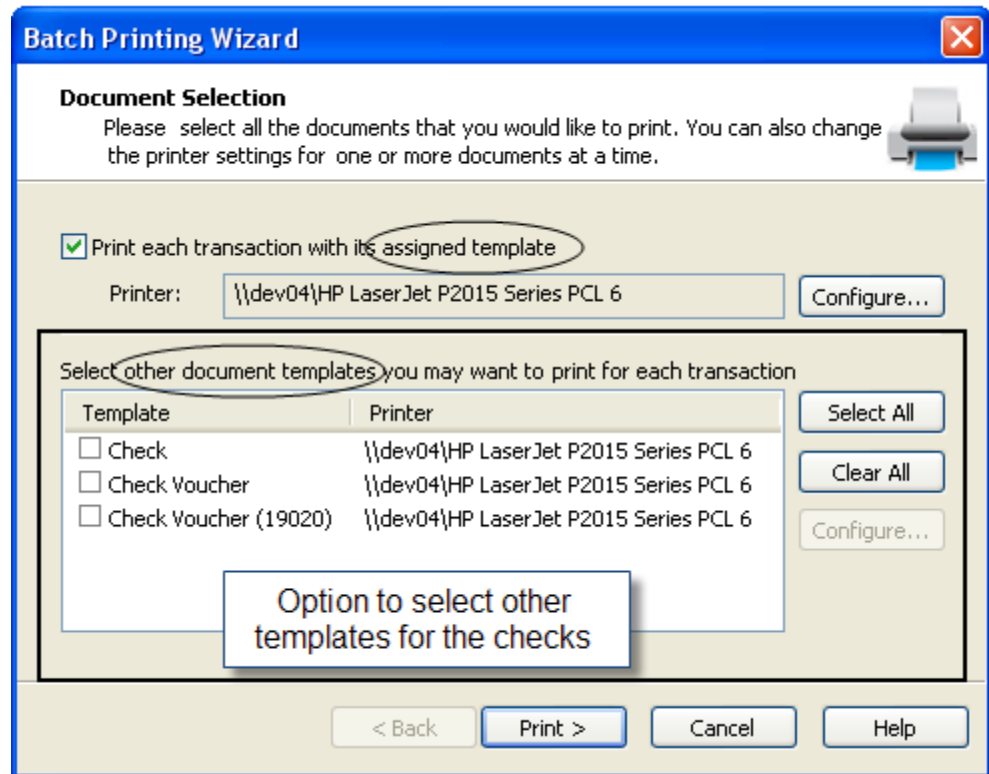 Batch Printing Wizard
Document Selection
Please select all the documents that you would like to print. You can also change
the printer settings for one or more documents at a time.
Print each transaction with its assigned template
Printer: \\dev04\HP LaserJet P2015 Series PCL 6 Configure...
Select other document templates you may want to print for each transaction
Template Printer Select All
Check \\dev04\HP LaserJet P2015 Series PCL 6
Check Voucher \\dev04\HP LaserJet P2015 Series PCL 6 Clear All
Check Voucher (19020) \\dev04\HP LaserJet P2015 Series PCL 6 Configure...
Option to select other
templates for the checks
< Back Print > Cancel Help